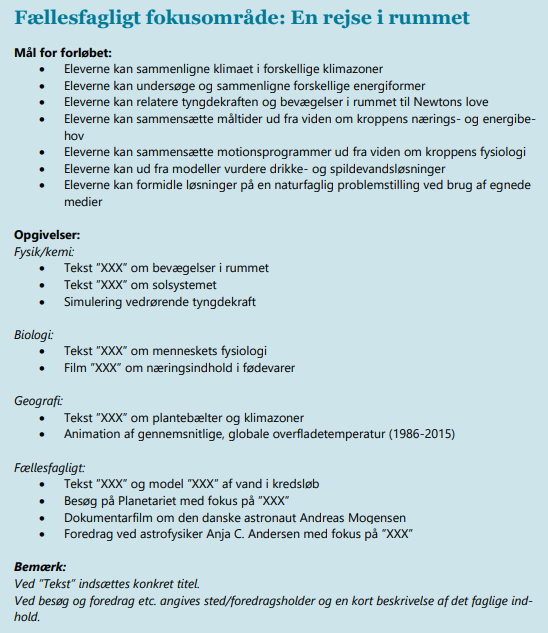 Fællesfagligt fokusområde: En rejse i rummet
Mål for forløbet:
• Eleverne kan sammenligne klimaet i forskellige klimazoner
• Eleverne kan undersøge og sammenligne forskellige energiformer
• Eleverne kan relatere tyngdekraften og bevægelser i rummet til Newtons love
• Eleverne kan sammensætte måltider ud fra viden om kroppens nærings- og energibe-
hov
• Eleverne kan sammensætte motionsprogrammer ud fra viden om kroppens fysiologi
• Eleverne kan ud fra modeller vurdere drikke- og spildevandsløsninger
• Eleverne kan formidle løsninger på en naturfaglig problemstilling ved brug af egnede
medier
Opgivelser:
Fysik/kemi:
• Tekst ”XXX” om bevægelser i rummet
• Tekst ”XXX” om solsystemet
• Simulering vedrørende tyngdekraft
Biologi:
• Tekst ”XXX” om menneskets fysiologi
• Film ”XXX” om næringsindhold i fødevarer
Geografi:
• Tekst ”XXX” om plantebælter og klimazoner
• Animation af gennemsnitlige, globale overfladetemperatur (1986-2015)
Fællesfagligt:
• Tekst ”XXX” og model ”XXX” af vand i kredsløb
• Besøg på Planetariet med fokus på ”XXX”
• Dokumentarfilm om den danske astronaut Andreas Mogensen
• Foredrag ved astrofysiker Anja C. Andersen med fokus på ”XXX”
Bemærk:
Ved ”Tekst” indsættes konkret titel.
Ved besøg og foredrag etc. angives sted/foredragsholder og en kort beskrivelse af det faglige ind-
hold.